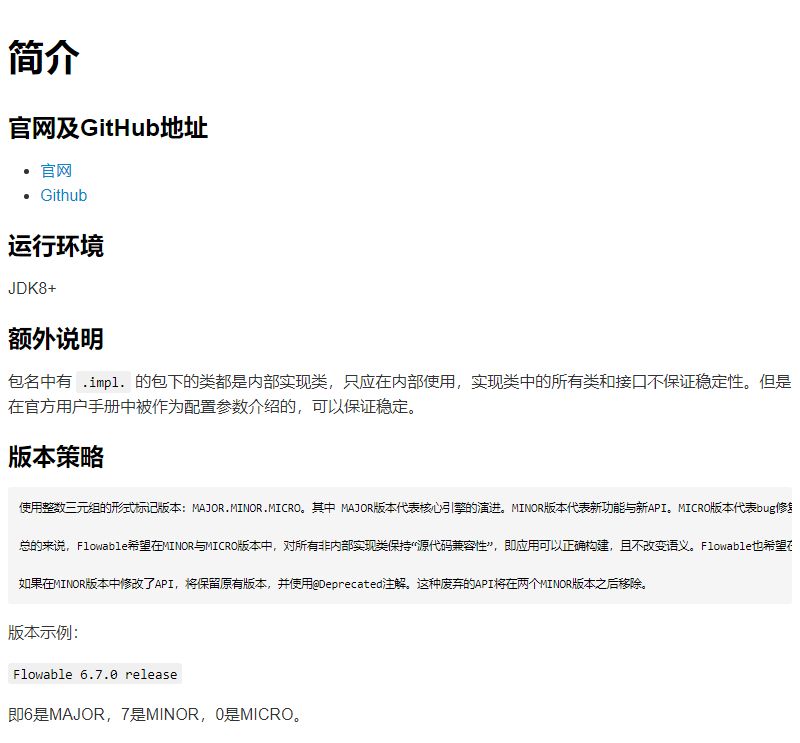 简介
官网及GitHub地址
官网
Github
运行环境
JDK8+
额外说明
包名中有 .impl. 的包下的类都是内部实现类，只应在内部使用，实现类中的所有类和接口不保证稳定性。但是
在官方用户手册中被作为配置参数介绍的，可以保证稳定。
版本策略
使用整数三元组的形式标记版本：MAJOR.MINOR.MICRO。其中 MAJOR版本代表核心引擎的演进。MINOR版本代表新功能与新API。MICRO版本代表bug修
总的来说，Flowable希望在MINOR与MICRO版本中，对所有非内部实现类保持“源代码兼容性”，即应用可以正确构建，且不改变语义。Flowable也希望
如果在MINOR版本中修改了API，将保留原有版本，并使用@Deprecated注解。这种废弃的API将在两个MINOR版本之后移除。
版本示例：
Flowable 6.7.0 release
即6是MAJOR，7是MINOR，0是MICRO。